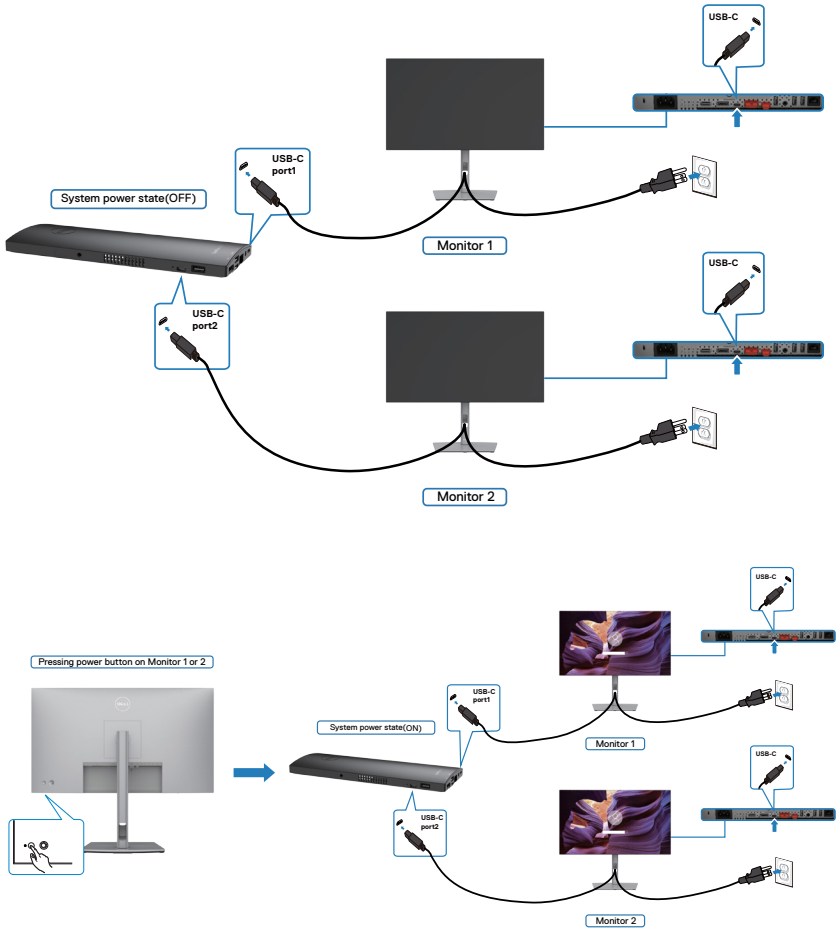 USB-C
USB-C
port1
System power state(OFF)
Monitor 1
USB-C
USB-C
port2
Monitor 2
USB-C
Pressing power button on Monitor 1 or 2
USB-C
port1
System power state(ON)
Monitor 1
DELL
USB-C
USB-C
port2
Monitor 2